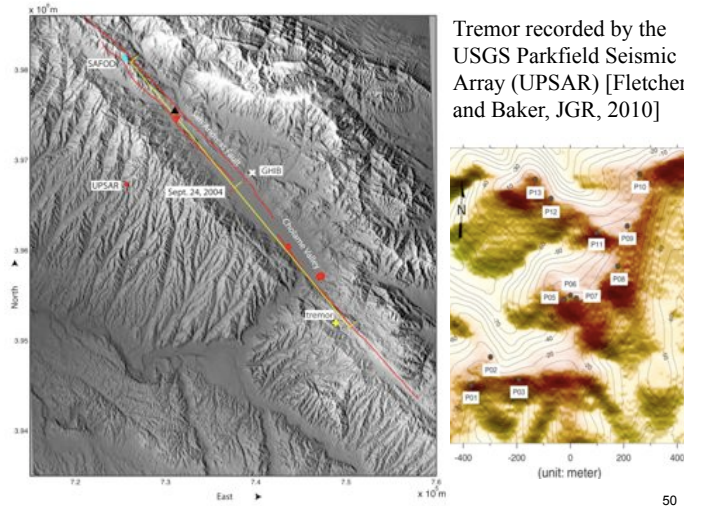 Tremor recorded by the
USGS Parkfield Seismic
Array (UPSAR) [Fletcher
and Baker, JGR, 2010]
x 10⁶ m
3.98
3.97
3.96
3.95
3.94
North
SAFOD
UPSAR
GHIB
Sept. 24, 2004
Cholame Valley
tremor
7.2
7.3
7.4
7.5
7.6
x 10⁵ m
East
N
P13
P12
P10
P11
P09
P08
P06
P05
P07
P02
P01
P03
-400
-200
0
200
400
(unit: meter)
50